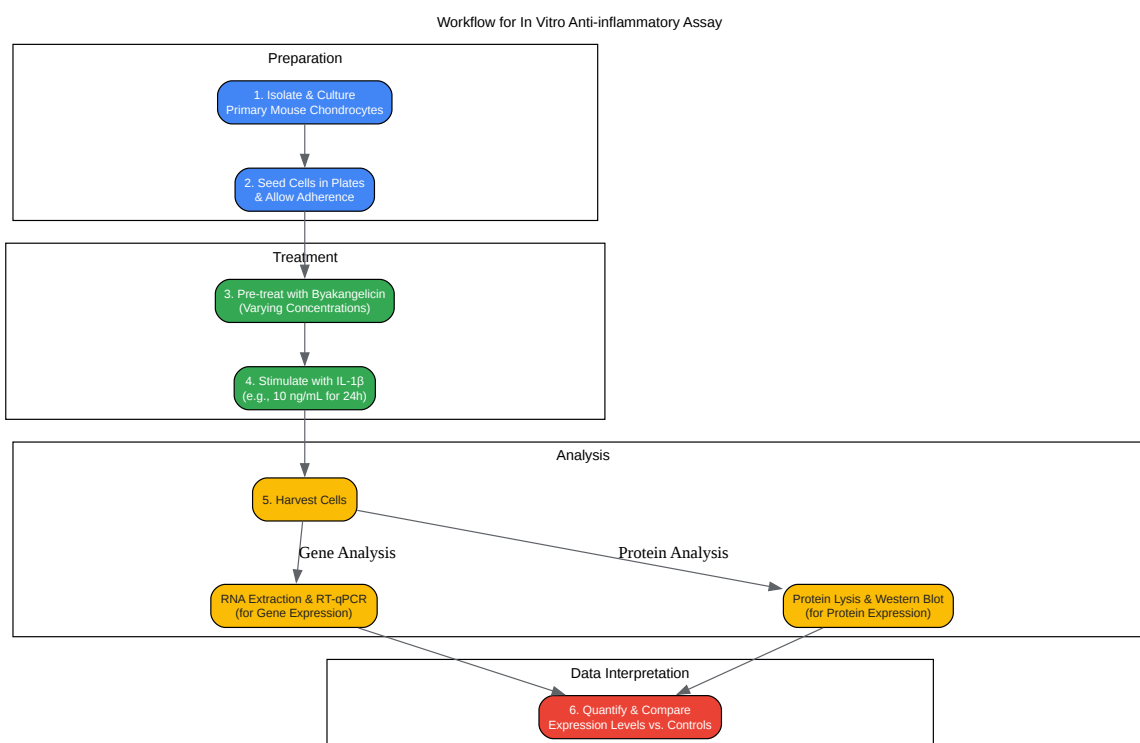 Workflow for In Vitro Anti-inflammatory Assay
Preparation
1. Isolate & Culture
Primary Mouse Chondrocytes
2. Seed Cells in Plates
& Allow Adherence
Treatment
3. Pre-treat with Byakangelicin
(Varying Concentrations)
4. Stimulate with IL-1β
(e.g., 10 ng/mL for 24h)
Analysis
5. Harvest Cells
Gene Analysis
Protein Analysis
RNA Extraction & RT-qPCR
(for Gene Expression)
Protein Lysis & Western Blot
(for Protein Expression)
Data Interpretation
6. Quantify & Compare
Expression Levels vs. Controls